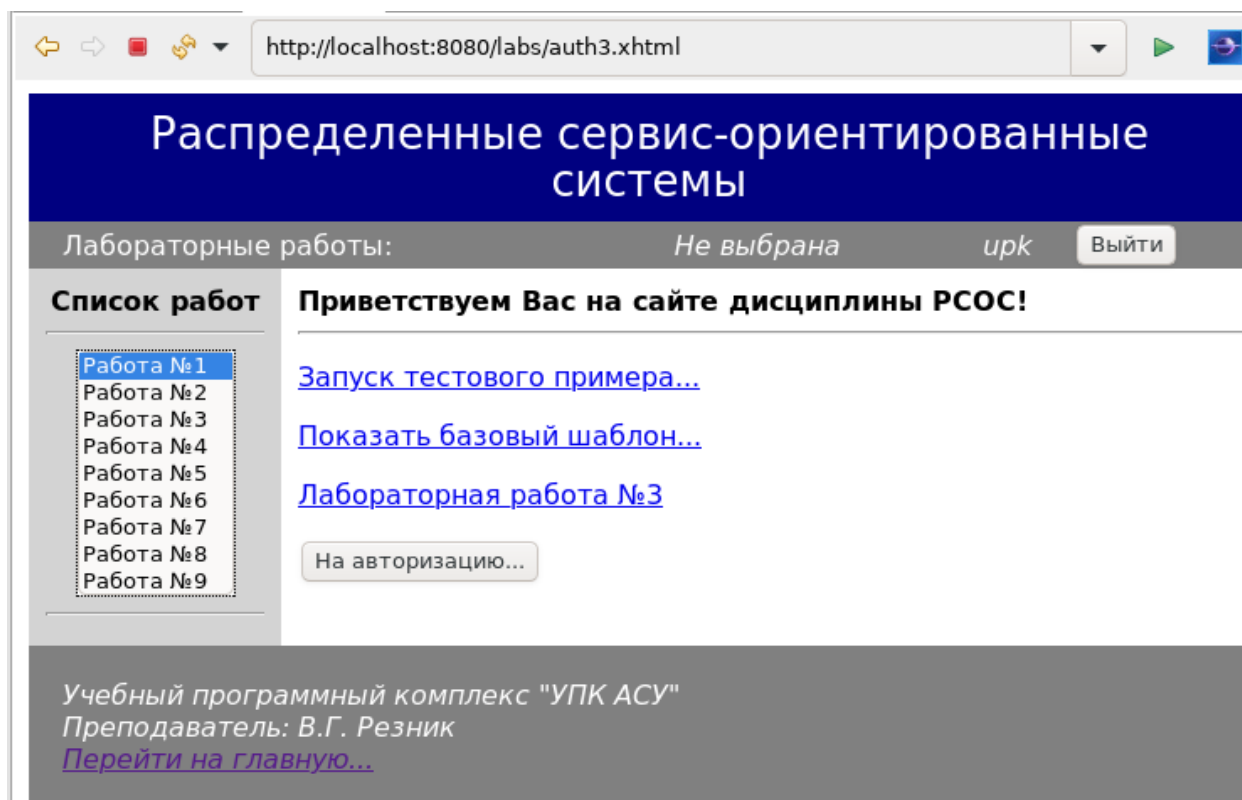 http://localhost:8080/labs/auth3.xhtml
Распределенные сервис-ориентированные
системы
Лабораторные работы: Не выбрана upk Выйти
Список работ
Работа №1
Работа №2
Работа №3
Работа №4
Работа №5
Работа №6
Работа №7
Работа №8
Работа №9
Приветствуем Вас на сайте дисциплины РСОС!
Запуск тестового примера...
Показать базовый шаблон...
Лабораторная работа №3
На авторизацию...
Учебный программный комплекс "УПК АСУ"
Преподаватель: В.Г. Резник
Перейти на главную...